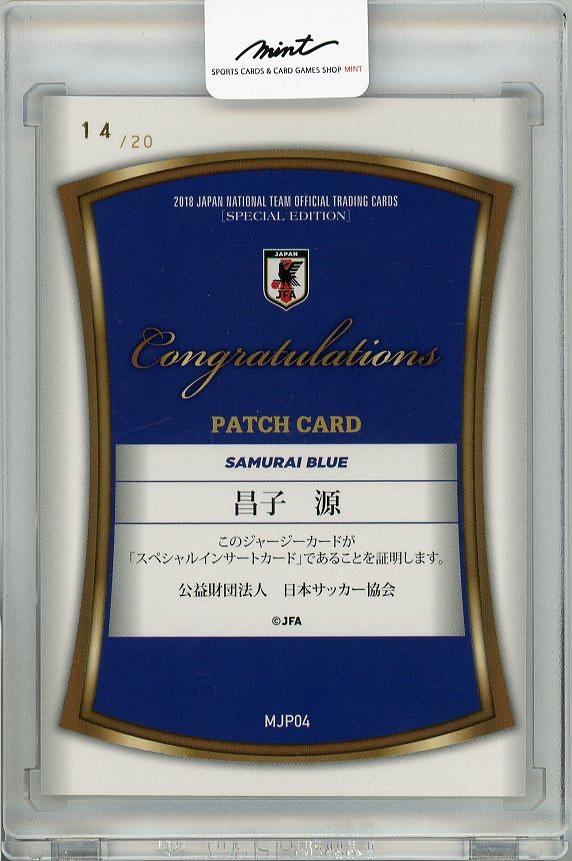 mint
SPORTS CARDS & CARD GAMES SHOP MINT
14/20
2018 JAPAN NATIONAL TEAM OFFICIAL TRADING CARDS
[SPECIAL EDITION]
JAPAN
JFA
Congratulations
PATCH CARD
SAMURAI BLUE
昌子　源
このジャージーカードが
「スペシャルインサートカード」であることを証明します。
公益財団法人　日本サッカー協会
©JFA
MJP04